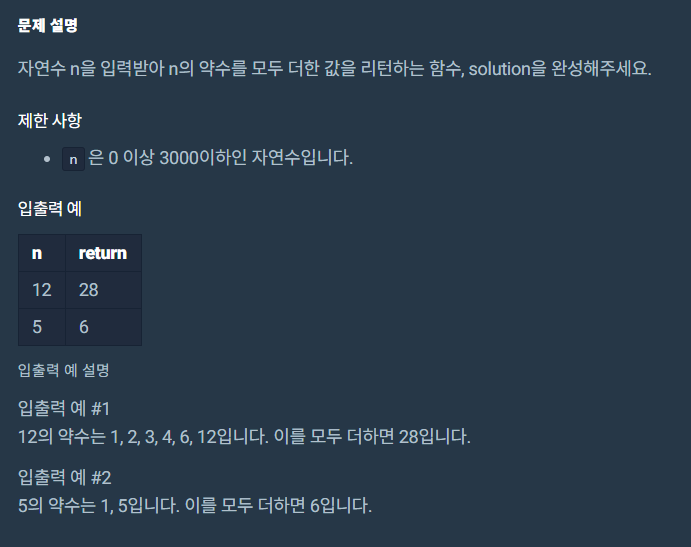 문제 설명
자연수 n을 입력받아 n의 약수를 모두 더한 값을 리턴하는 함수, solution을 완성해주세요.
제한 사항
• n 은 0 이상 3000이하인 자연수입니다.
입출력 예
n return
12 28
5 6
입출력 예 설명
입출력 예 #1
12의 약수는 1, 2, 3, 4, 6, 12입니다. 이를 모두 더하면 28입니다.
입출력 예 #2
5의 약수는 1, 5입니다. 이를 모두 더하면 6입니다.